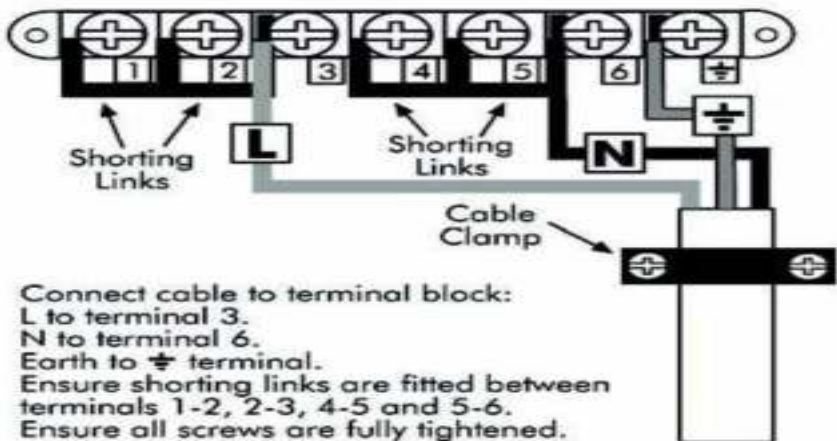 1 2 3 4 5 6
Shorting
Links
L
Shorting
Links
N
Cable
Clamp
Connect cable to terminal block:
L to terminal 3.
N to terminal 6.
Earth to ⏚ terminal.
Ensure shorting links are fitted between
terminals 1-2, 2-3, 4-5 and 5-6.
Ensure all screws are fully tightened.